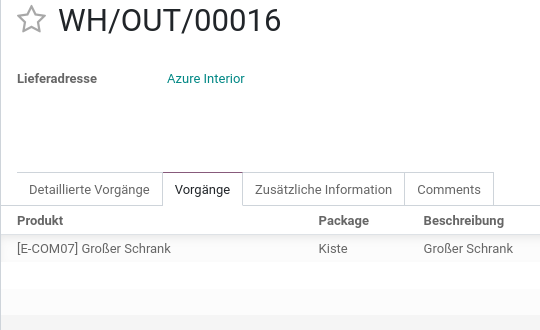 WH/OUT/00016
Lieferadresse Azure Interior
Detaillierte Vorgänge Vorgänge Zusätzliche Information Comments
Produkt Package Beschreibung
[E-COM07] Großer Schrank Kiste Großer Schrank